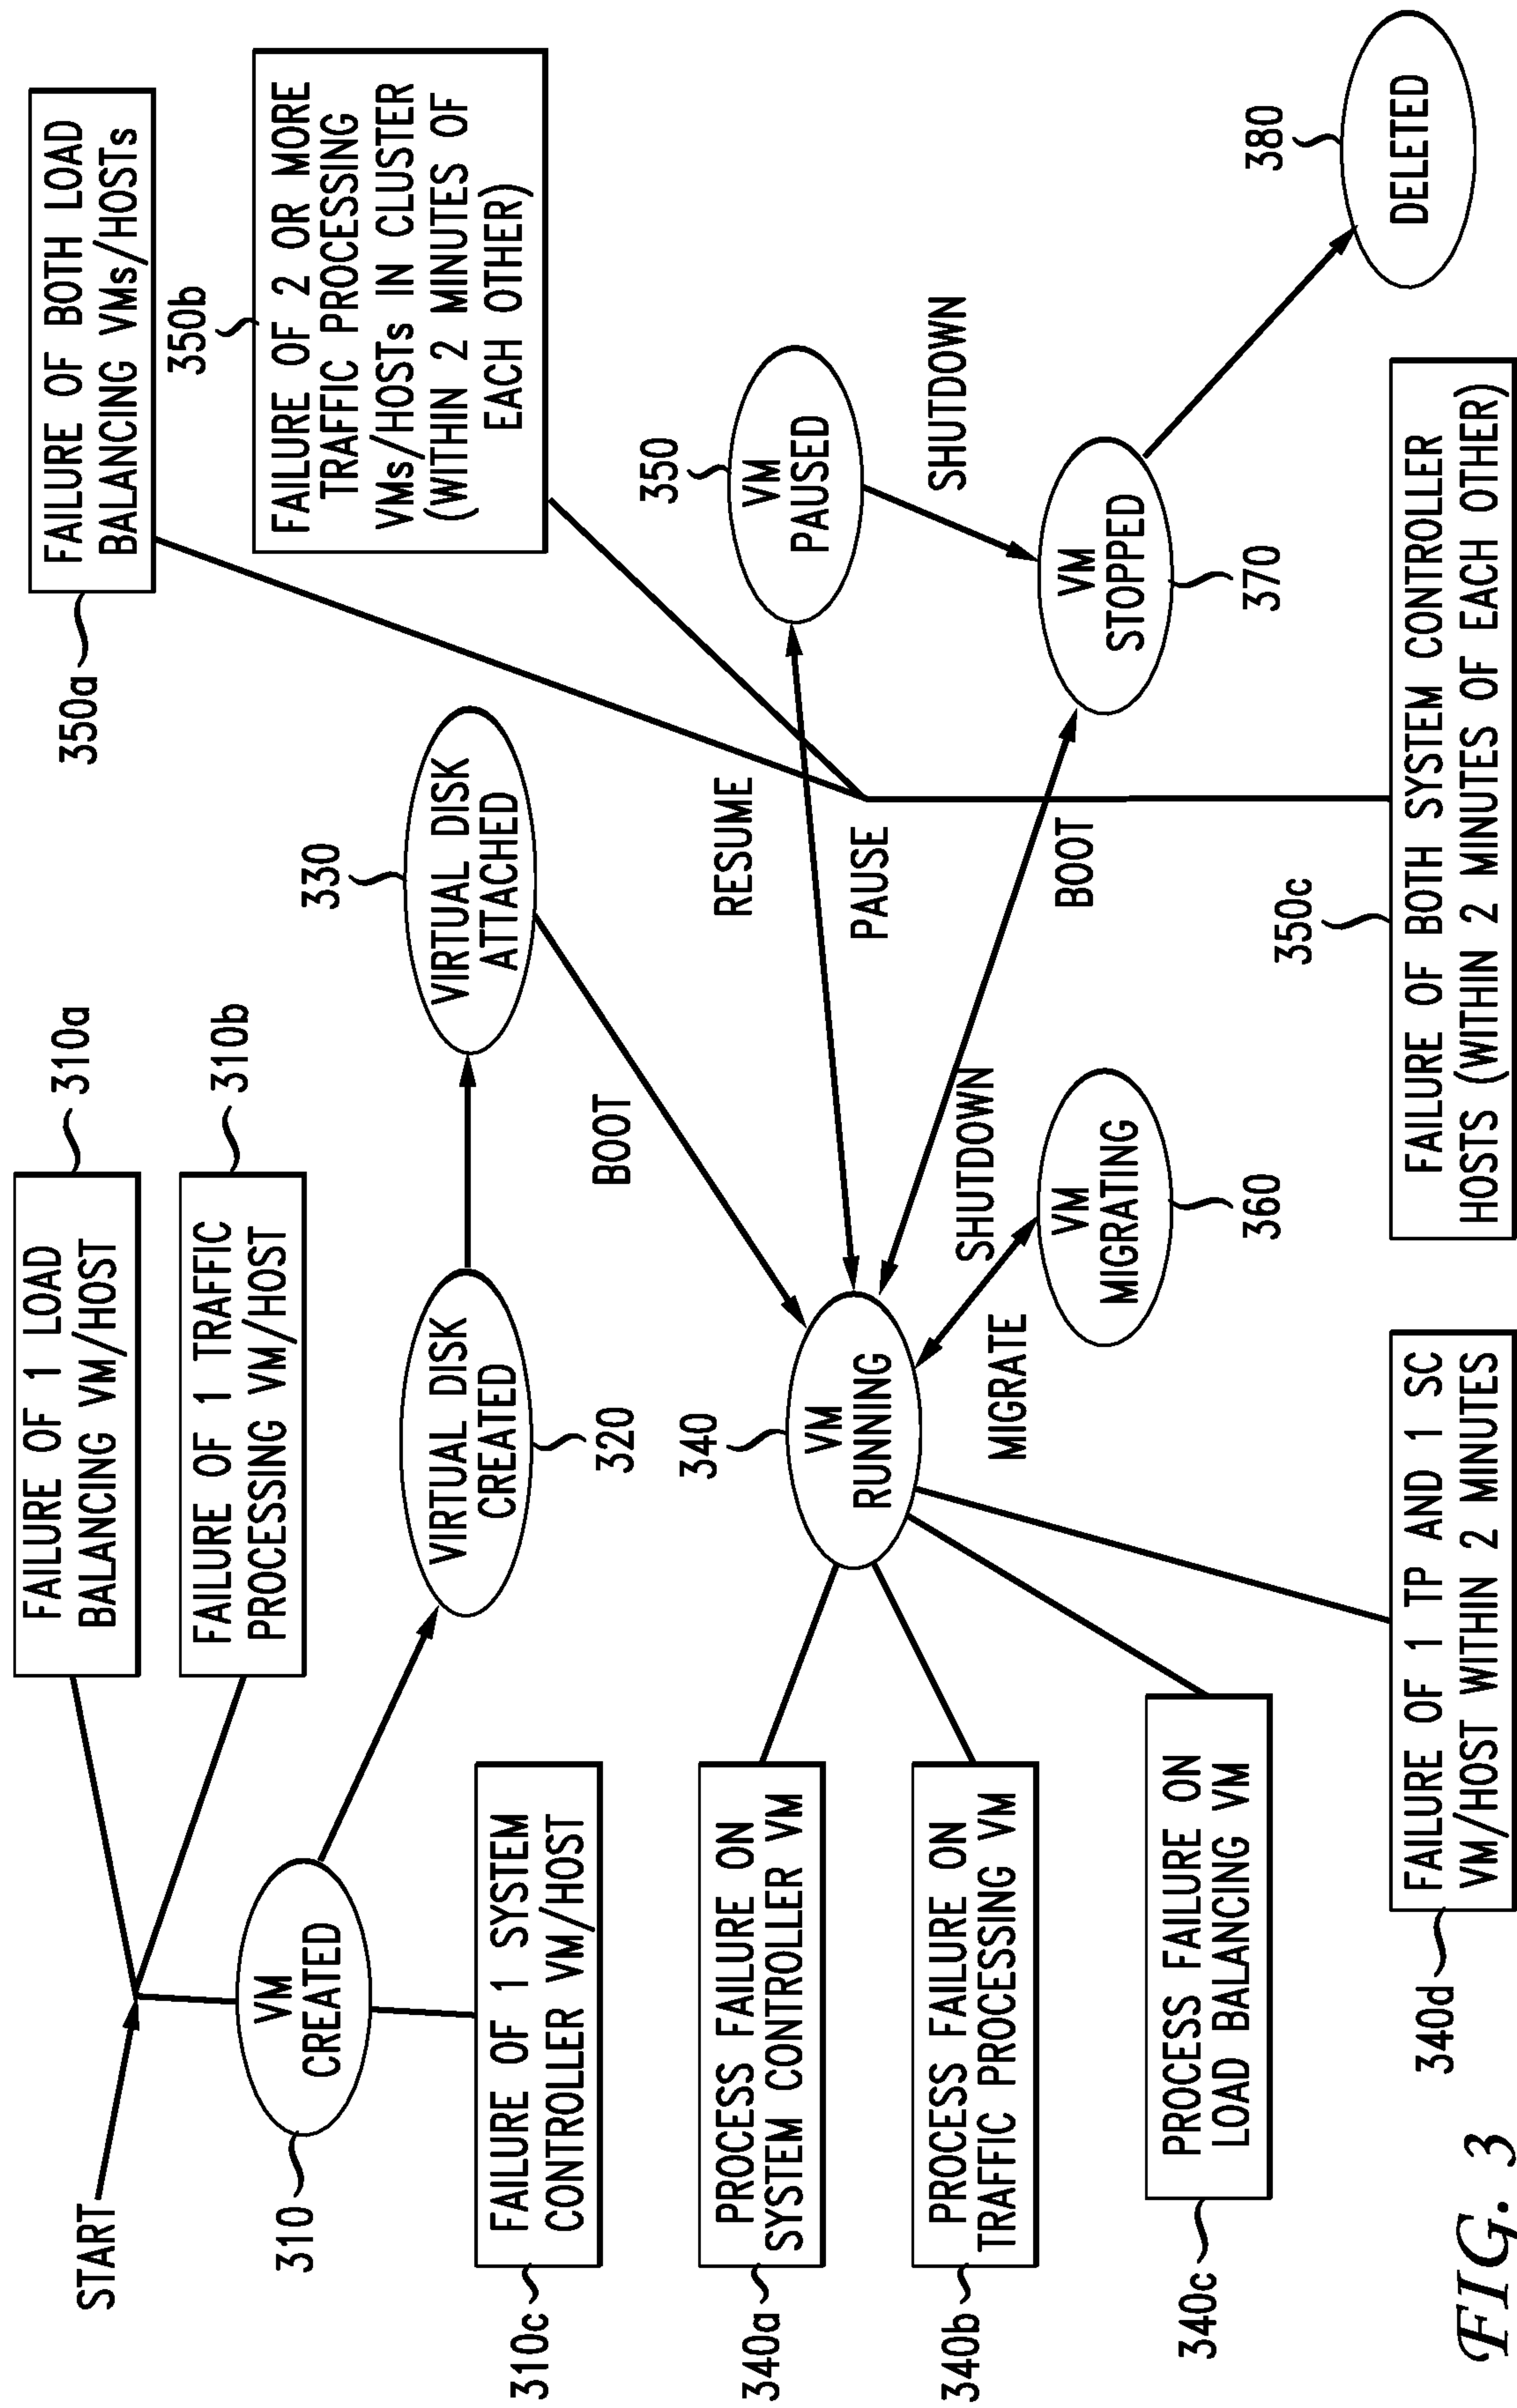 START
310
VM
CREATED
FAILURE OF 1 LOAD
BALANCING VM/HOST
310a
FAILURE OF 1 TRAFFIC
PROCESSING VM/HOST
310b
310c
FAILURE OF 1 SYSTEM
CONTROLLER VM/HOST
VIRTUAL DISK
CREATED
320
330
VIRTUAL DISK
ATTACHED
BOOT
350a
FAILURE OF BOTH LOAD
BALANCING VMs/HOSTs
350b
FAILURE OF 2 OR MORE
TRAFFIC PROCESSING
VMs/HOSTs IN CLUSTER
(WITHIN 2 MINUTES OF
EACH OTHER)
340a
PROCESS FAILURE ON
SYSTEM CONTROLLER VM
340b
PROCESS FAILURE ON
TRAFFIC PROCESSING VM
340c
PROCESS FAILURE ON
LOAD BALANCING VM
340
VM
RUNNING
RESUME
PAUSE
350
VM
PAUSED
SHUTDOWN
MIGRATE
SHUTDOWN
BOOT
VM
MIGRATING
360
VM
STOPPED
370
380
DELETED
340d
FAILURE OF 1 TP AND 1 SC
VM/HOST WITHIN 2 MINUTES
350c
FAILURE OF BOTH SYSTEM CONTROLLER
HOSTS (WITHIN 2 MINUTES OF EACH OTHER)
FIG. 3